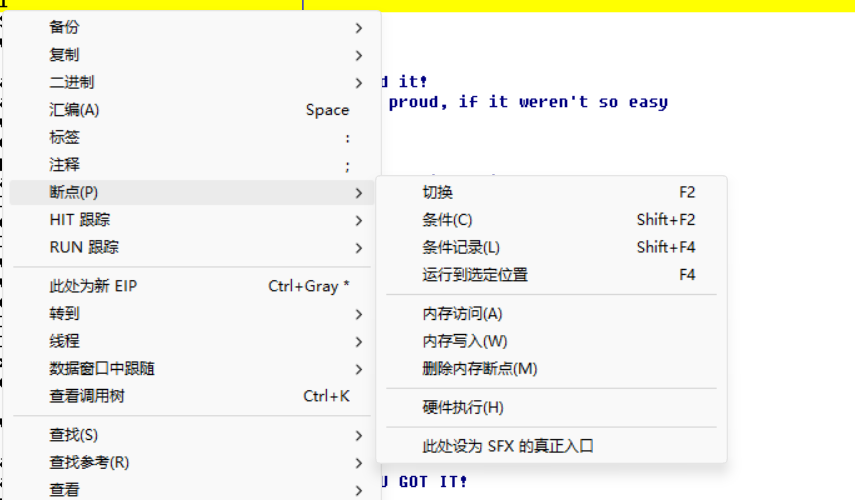 备份
复制
二进制
d it!
汇编(A) Space
proud, if it weren't so easy
标签 :
注释 ;
断点(P)
切换 F2
HIT 跟踪
条件(C) Shift+F2
RUN 跟踪
条件记录(L) Shift+F4
运行到选定位置 F4
此处为新 EIP Ctrl+Gray *
转到
内存访问(A)
线程
内存写入(W)
数据窗口中跟随
删除内存断点(M)
查看调用树 Ctrl+K
硬件执行(H)
查找(S)
此处设为 SFX 的真正入口
查找参考(R)
查看
U GOT IT!